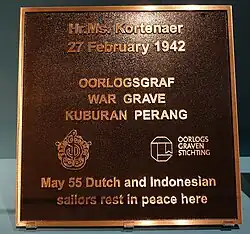 Hr.Ms. Kortenaer
27 February 1942
OORLOGSGRAF
WAR GRAVE
KUBURAN PERANG
OORLOGS
GRAVEN
STICHTING
May 55 Dutch and Indonesian
sailors rest in peace here